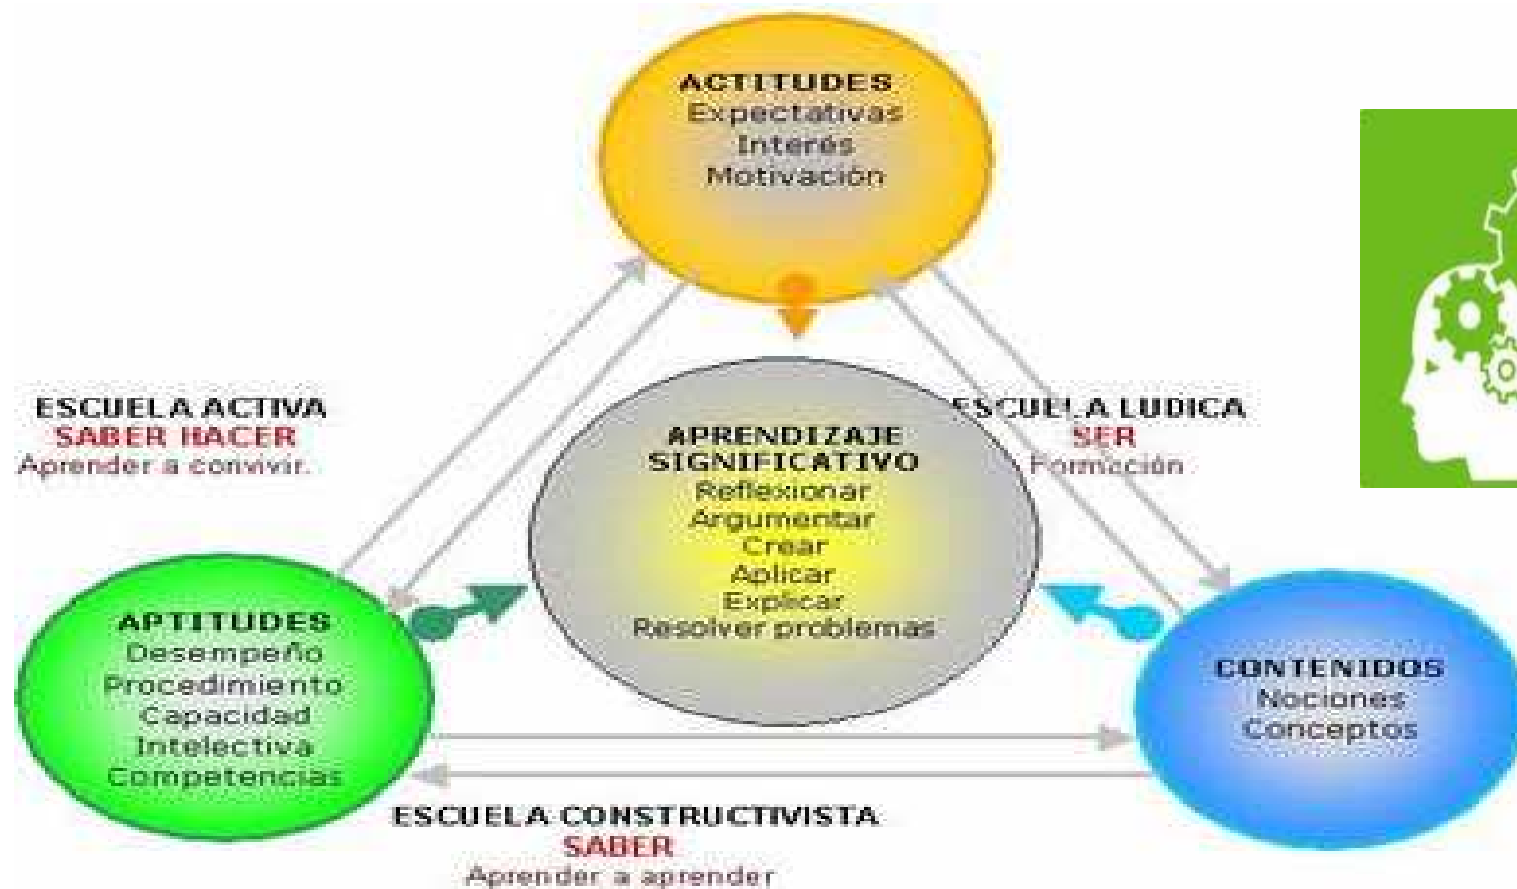 ACTITUDES
Expectativas
Interés
Motivación
ESCUELA ACTIVA
SABER HACER
Aprender a convivir.
ESCUELA LUDICA
SER
Formación
APRENDIZAJE
SIGNIFICATIVO
Reflexionar
Argumentar
Crear
Aplicar
Explicar
Resolver problemas
APTITUDES
Desempeño
Procedimiento
Capacidad
Intelectiva
Competencias
CONTENIDOS
Nociones
Conceptos
ESCUELA CONSTRUCTIVISTA
SABER
Aprender a aprender